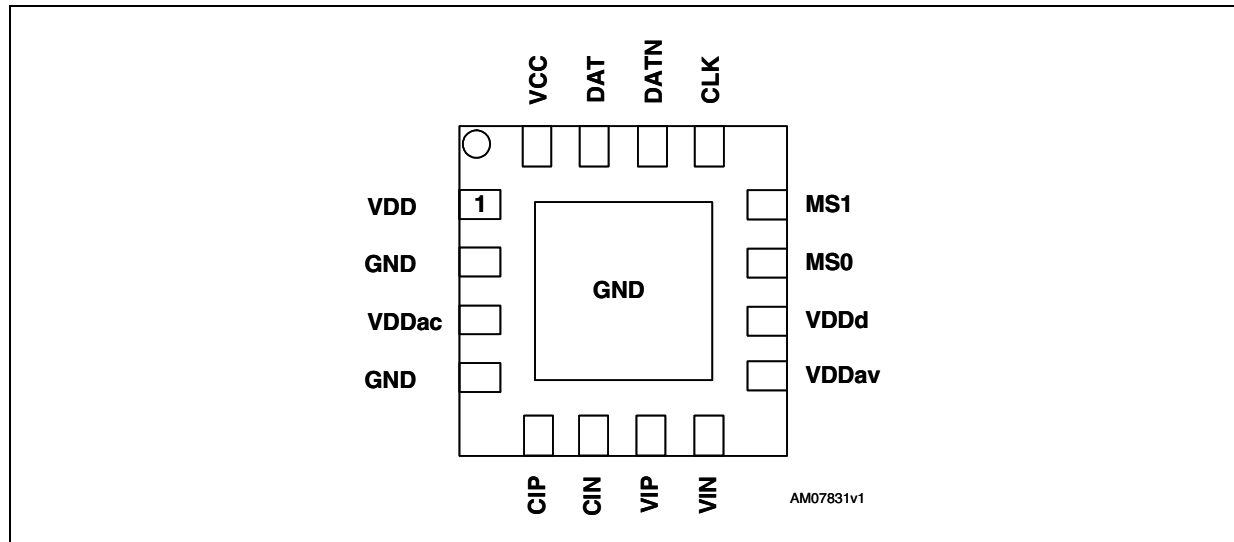 VCC
DAT
DATN
CLK
VDD
1
MS1
GND
MS0
GND
VDDac
VDDd
GND
VDDav
CIP
CIN
VIP
VIN
AM07831v1